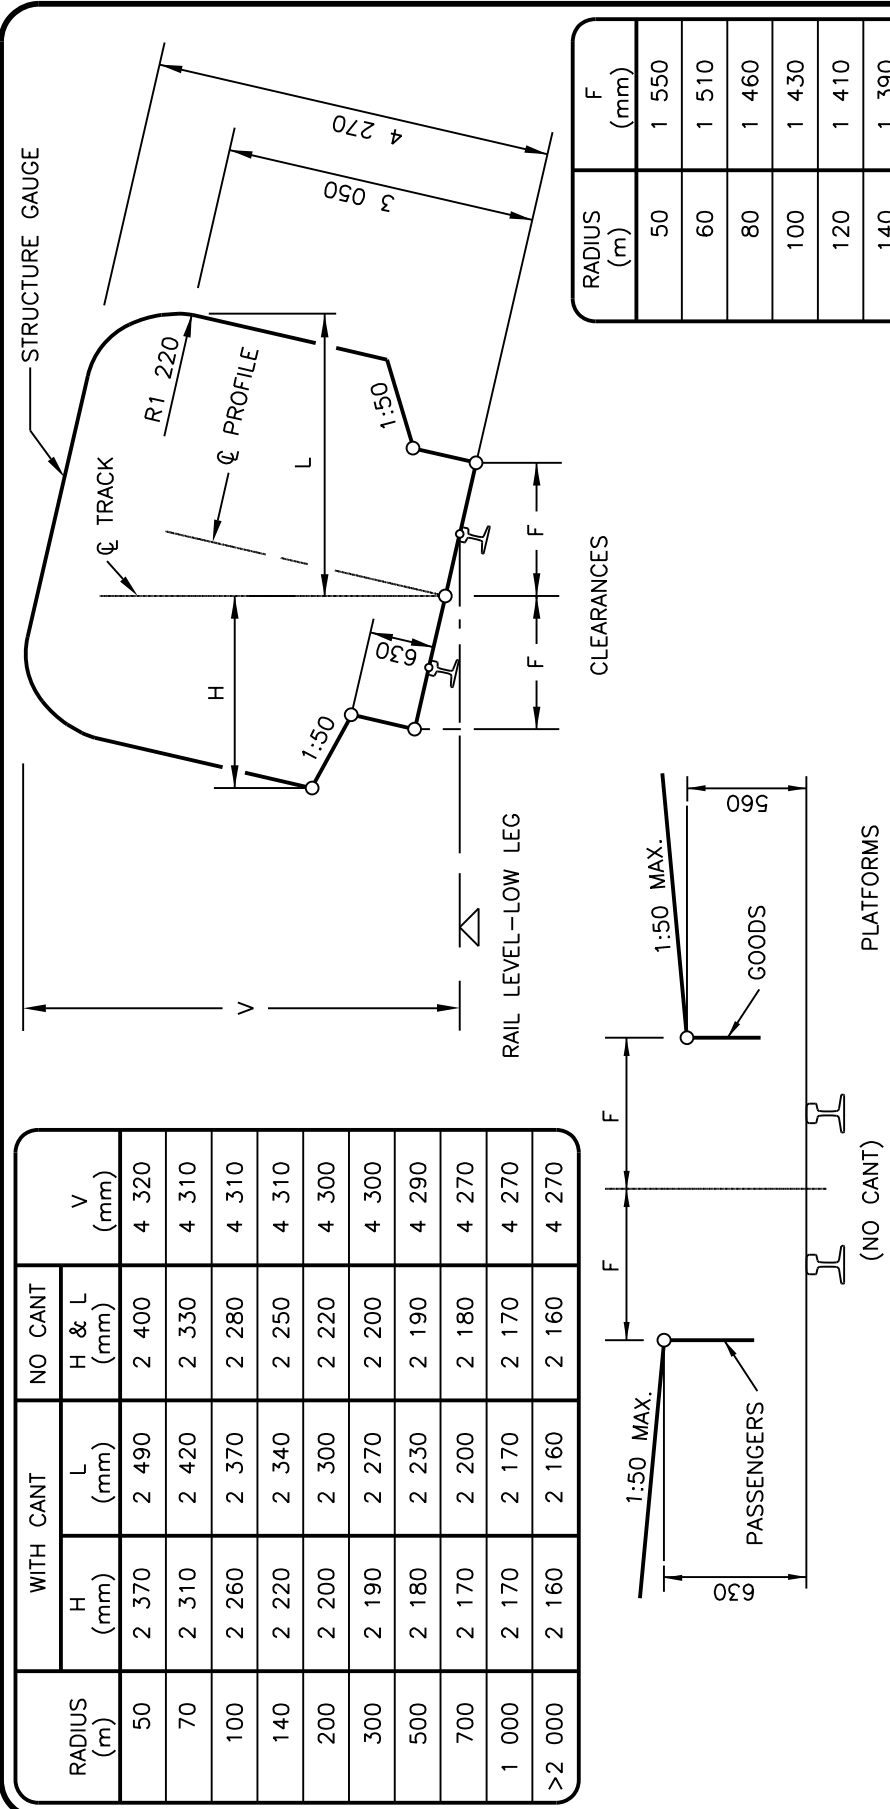 RADIUS (m) WITH CANT NO CANT V (mm)
H (mm) L (mm) H & L (mm)
50 2 370 2 490 2 400 4 320
70 2 310 2 420 2 330 4 310
100 2 260 2 370 2 280 4 310
140 2 220 2 340 2 250 4 310
200 2 200 2 300 2 220 4 300
300 2 190 2 270 2 200 4 300
500 2 180 2 230 2 190 4 290
700 2 170 2 200 2 180 4 270
1 000 2 170 2 170 2 170 4 270
>2 000 2 160 2 160 2 160 4 270
STRUCTURE GAUGE
℄ TRACK
℄ PROFILE
R1 220
4 270
3 050
H
L
V
1:50
1:50
630
F
F
RAIL LEVEL-LOW LEG
CLEARANCES
1:50 MAX.
1:50 MAX.
F
F
PASSENGERS
GOODS
630
560
(NO CANT)
PLATFORMS
RADIUS (m) F (mm)
50 1 550
60 1 510
80 1 460
100 1 430
120 1 410
140 1 390